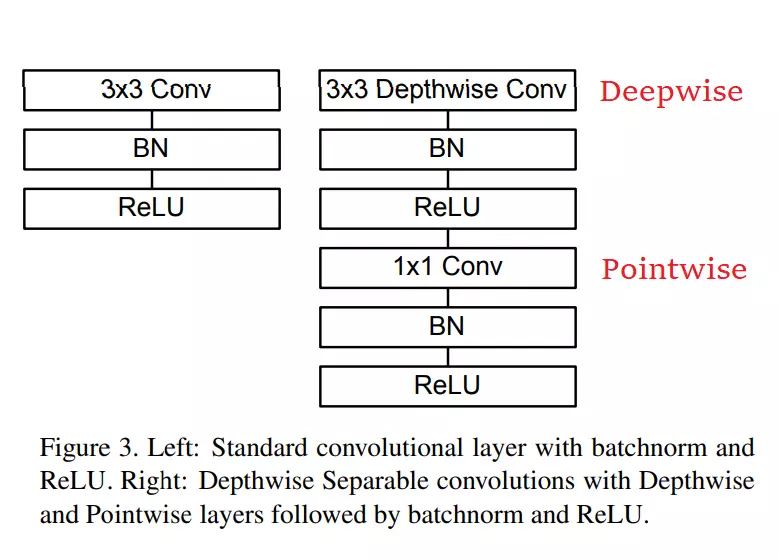 3x3 Conv
BN
ReLU
3x3 Depthwise Conv Deepwise
BN
ReLU
1x1 Conv Pointwise
BN
ReLU
Figure 3. Left: Standard convolutional layer with batchnorm and
ReLU. Right: Depthwise Separable convolutions with Depthwise
and Pointwise layers followed by batchnorm and ReLU.